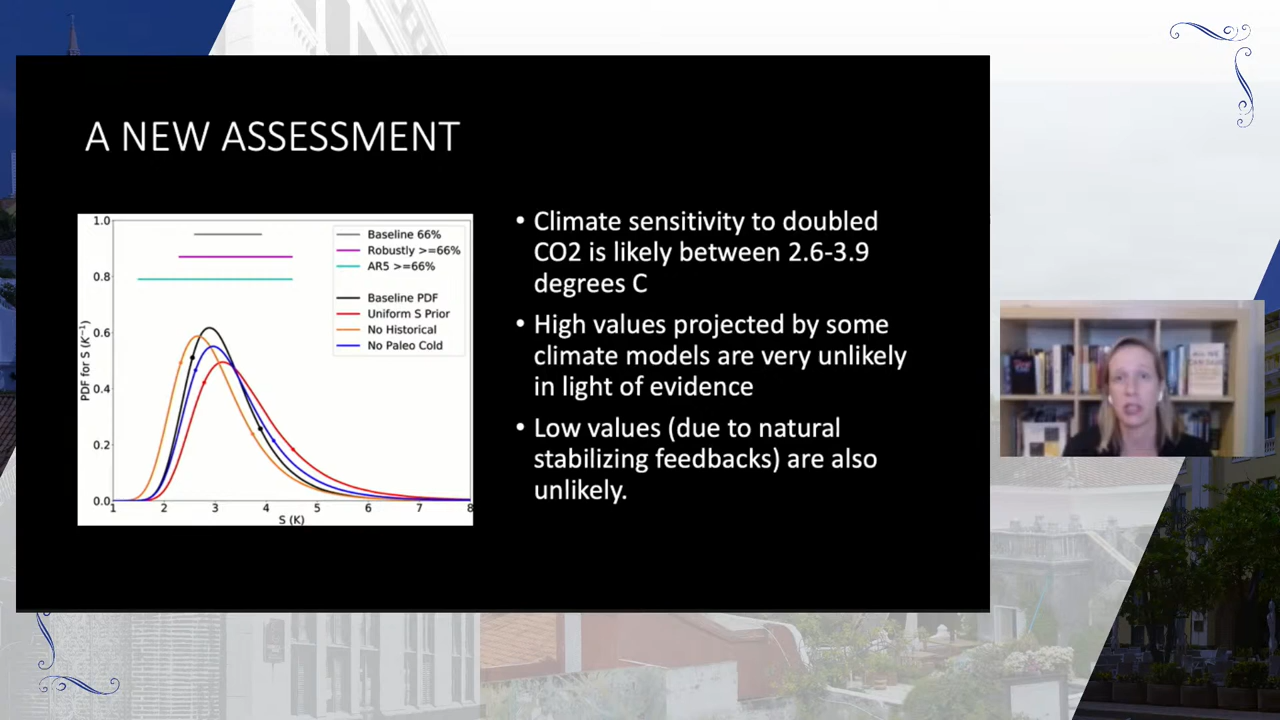 A NEW ASSESSMENT
1.0
0.8
0.6
0.4
0.2
0.0
PDF for S (K⁻¹)
Baseline 66%
Robustly >=66%
AR5 >=66%
Baseline PDF
Uniform S Prior
No Historical
No Paleo Cold
1 2 3 4 5 6 7 8
S (K)
• Climate sensitivity to doubled
CO2 is likely between 2.6-3.9
degrees C
• High values projected by some
climate models are very unlikely
in light of evidence
• Low values (due to natural
stabilizing feedbacks) are also
unlikely.